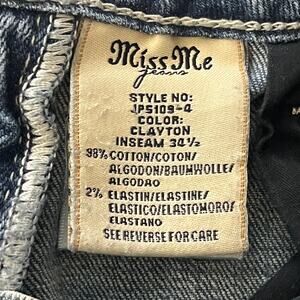 Miss Me
jeans
STYLE NO:
JP5109-4
COLOR:
CLAYTON
INSEAM 34½
98% COTTON/COTON/
ALGODON/BAUMWOLLE/
ALGODAO
2% ELASTIN/ELASTINE/
ELASTICO/ELASTOMORO/
ELASTANO
SEE REVERSE FOR CARE